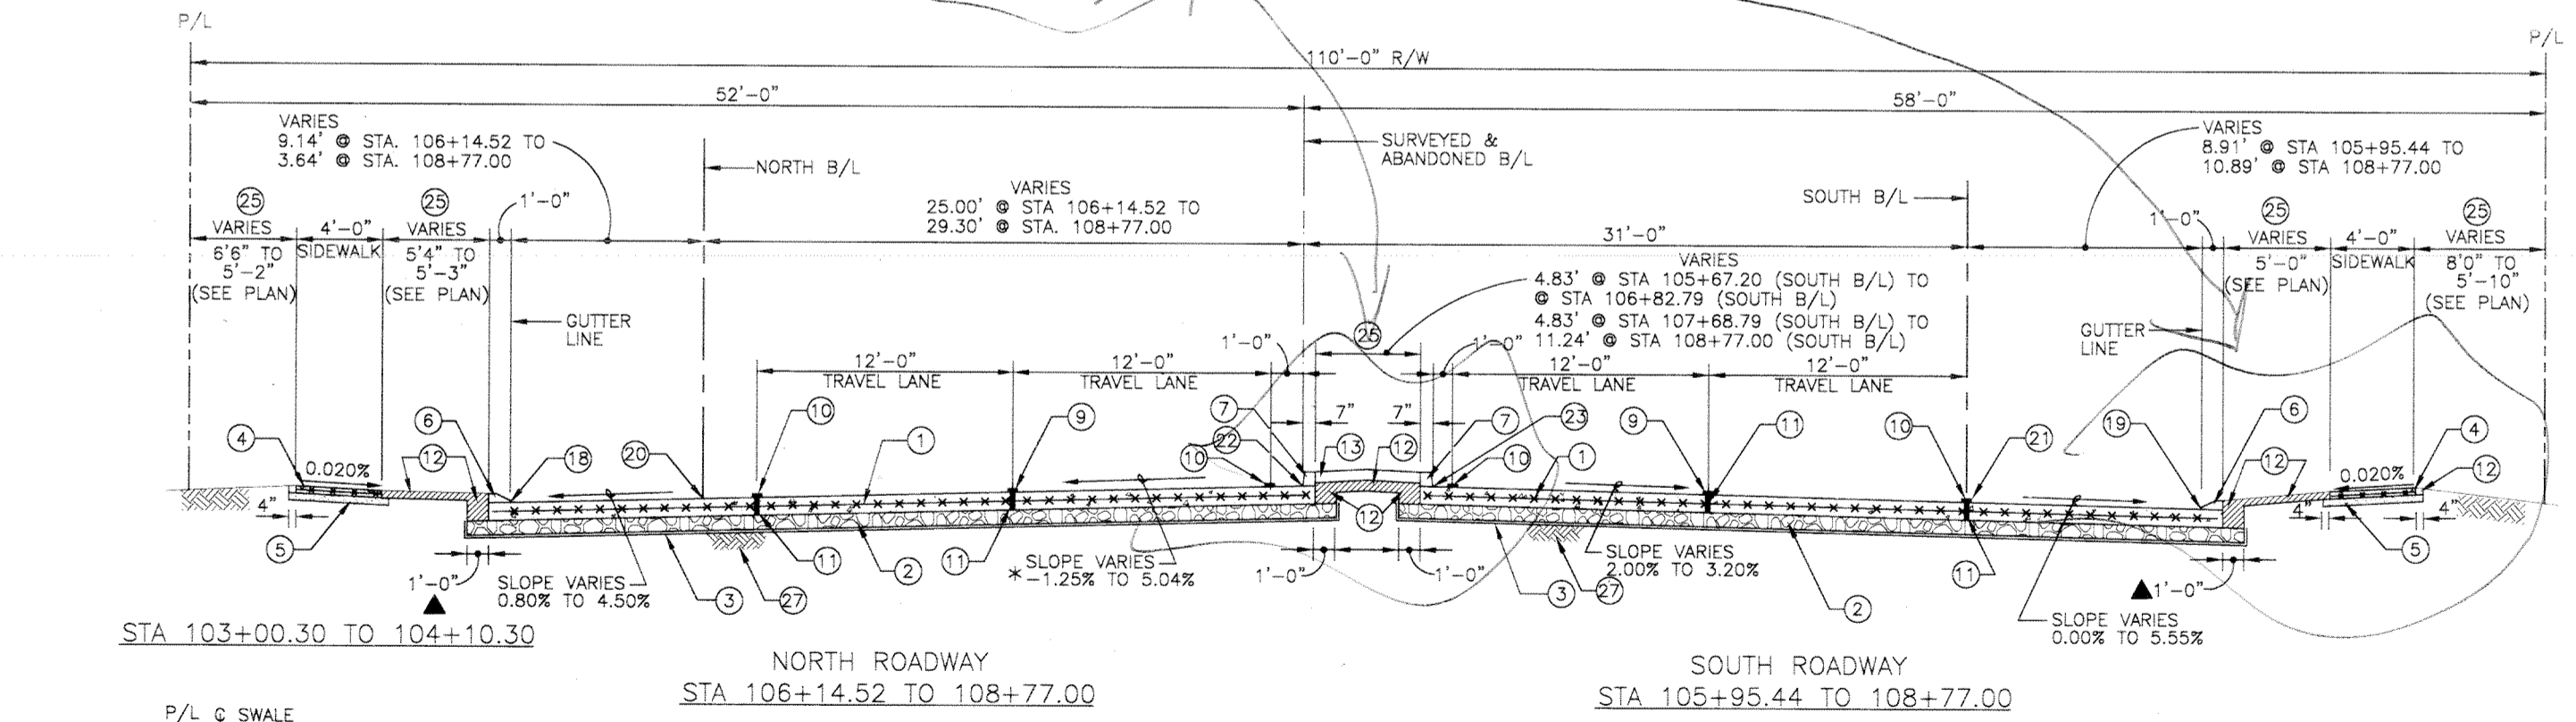 P/L
P/L
110'-0" R/W
52'-0"
58'-0"
VARIES
9.14' @ STA. 106+14.52 TO
3.64' @ STA. 108+77.00
SURVEYED &
ABANDONED B/L
VARIES
8.91' @ STA 105+95.44 TO
10.89' @ STA 108+77.00
NORTH B/L
SOUTH B/L
VARIES
25.00' @ STA 106+14.52 TO
29.30' @ STA. 108+77.00
25
VARIES
6'6" TO
5'-2"
(SEE PLAN)
4'-0"
SIDEWALK
25
VARIES
5'4" TO
5'-3"
(SEE PLAN)
1'-0"
31'-0"
1'-0"
25
VARIES
5'-0"
(SEE PLAN)
4'-0"
SIDEWALK
25
VARIES
8'0" TO
5'-10"
(SEE PLAN)
VARIES
4.83' @ STA 105+67.20 (SOUTH B/L) TO
@ STA 106+82.79 (SOUTH B/L)
4.83' @ STA 107+68.79 (SOUTH B/L) TO
11.24' @ STA 108+77.00 (SOUTH B/L)
GUTTER
LINE
GUTTER
LINE
25
1'-0"
1'-0"
12'-0"
TRAVEL LANE
12'-0"
TRAVEL LANE
12'-0"
TRAVEL LANE
12'-0"
TRAVEL LANE
7"
7"
4
6
12
18
20
10
1
9
7
22
10
13
12
7
23
10
1
9
11
10
21
19
6
12
4
12
0.020%
0.020%
4"
4"
4"
5
1'-0"
SLOPE VARIES
0.80% TO 4.50%
3
27
11
2
11
*
SLOPE VARIES
-1.25% TO 5.04%
12
1'-0"
1'-0"
3
27
SLOPE VARIES
2.00% TO 3.20%
2
11
SLOPE VARIES
0.00% TO 5.55%
1'-0"
5
STA 103+00.30 TO 104+10.30
NORTH ROADWAY
STA 106+14.52 TO 108+77.00
SOUTH ROADWAY
STA 105+95.44 TO 108+77.00
P/L ℄ SWALE